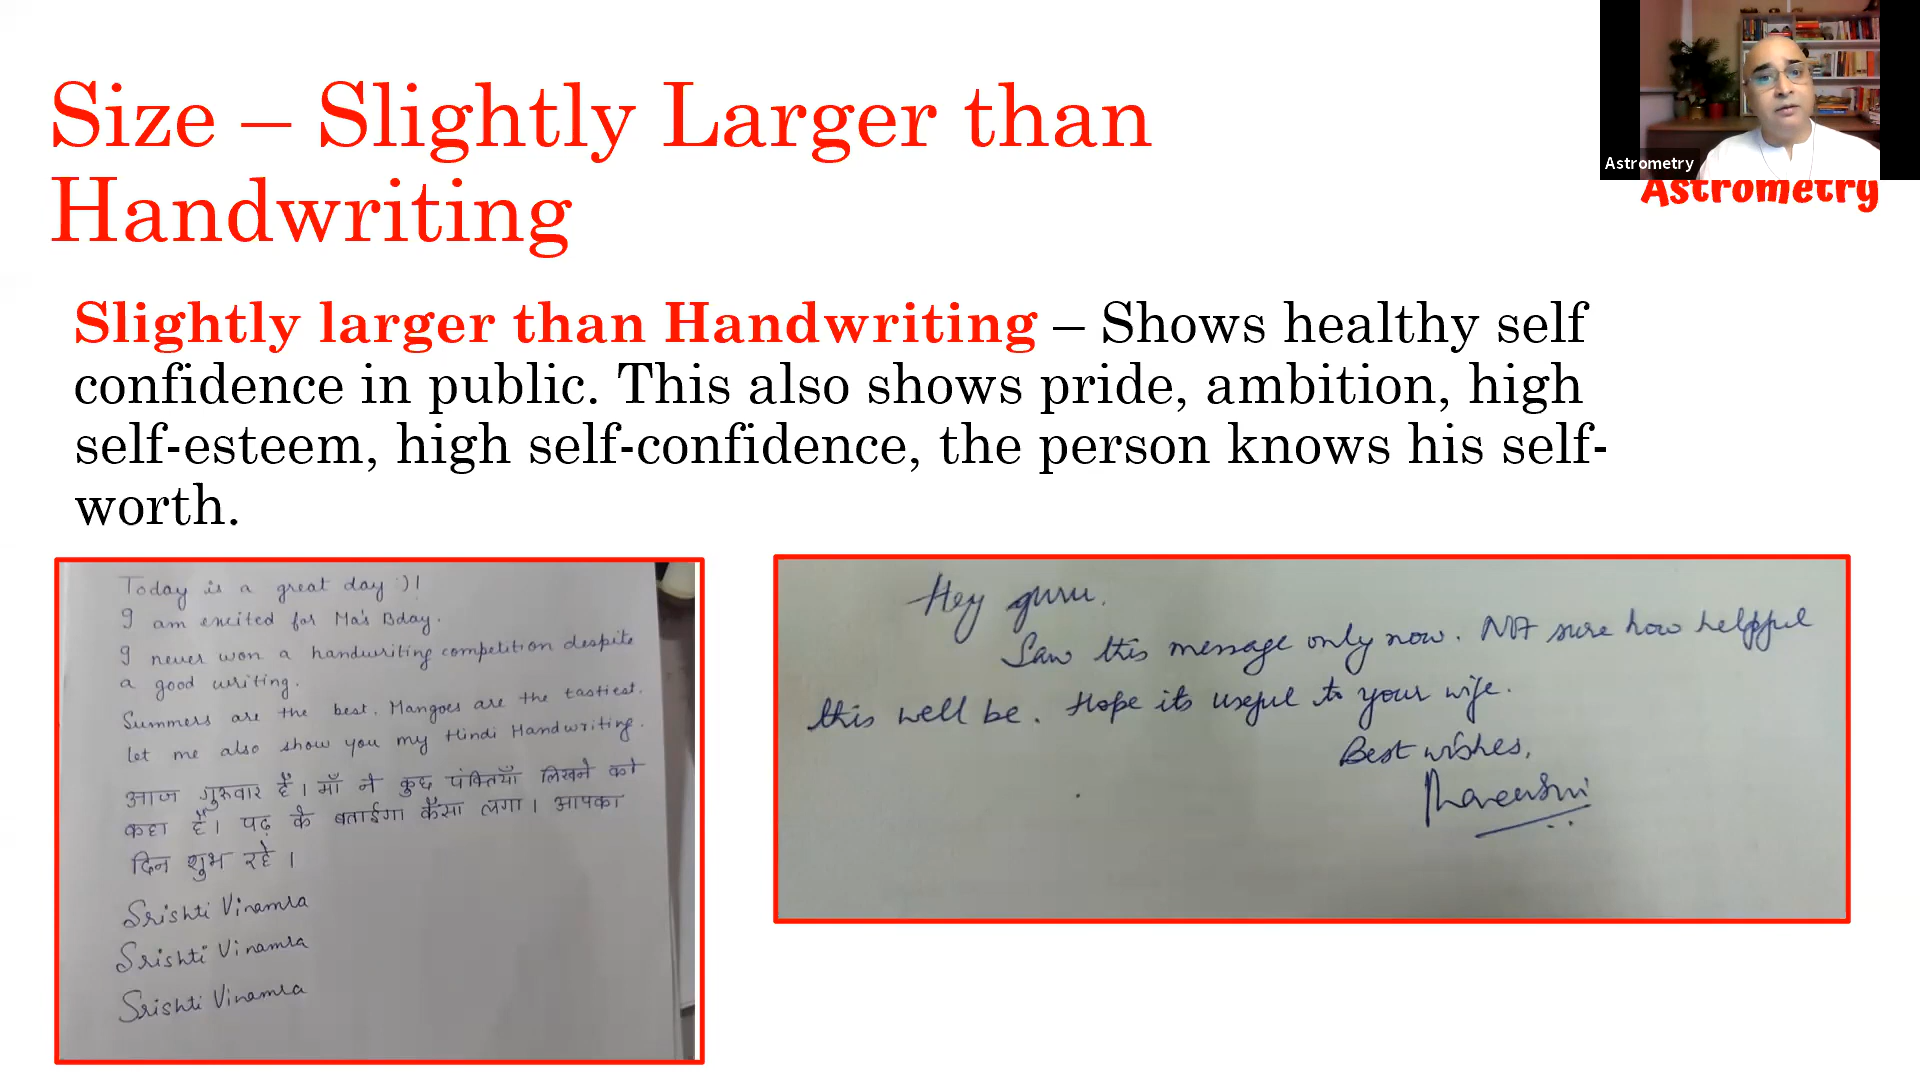 Size – Slightly Larger than
Handwriting
Astrometry
Astrometry
Slightly larger than Handwriting – Shows healthy self
confidence in public. This also shows pride, ambition, high
self-esteem, high self-confidence, the person knows his self-
worth.
Today is a great day :)!
I am excited for Ma's Bday.
I never won a handwriting competition despite
a good writing.
Summers are the best. Mangoes are the tastiest.
let me also show you my Hindi Handwriting.
आज गुरुवार हैं। माँ ने कुछ पंक्तियाँ लिखने को
कहा हैं। पढ़ के बताईगा कैसा लगा। आपका
दिन शुभ रहे।
Srishti Vinamra
Srishti Vinamra
Srishti Vinamra
Hey guru.
Saw this message only now. Not sure how helpful
this well be. Hope its useful to your wife.
Best wishes,